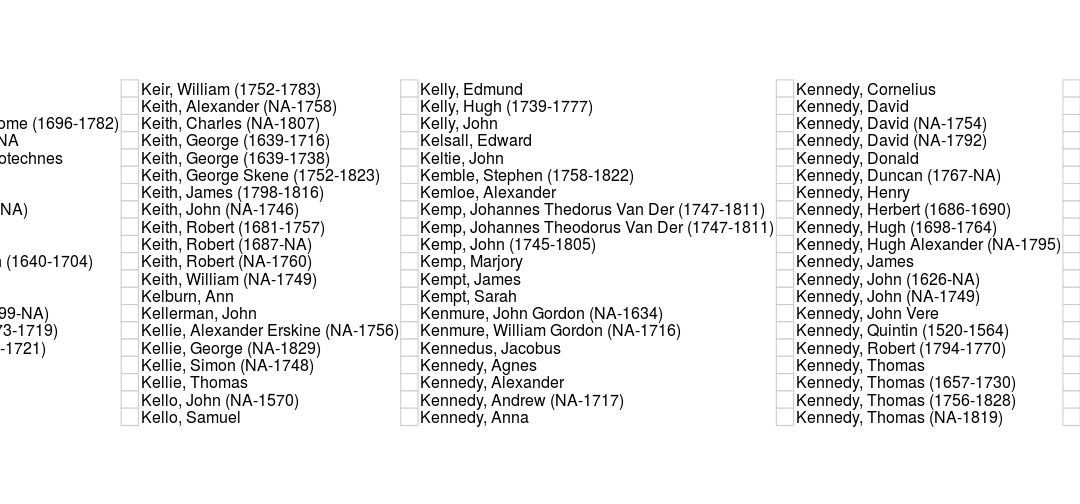 ome (1696-1782)
NA
otechnes
NA)
(1640-1704)
99-NA)
73-1719)
-1721)
Keir, William (1752-1783)
Keith, Alexander (NA-1758)
Keith, Charles (NA-1807)
Keith, George (1639-1716)
Keith, George (1639-1738)
Keith, George Skene (1752-1823)
Keith, James (1798-1816)
Keith, John (NA-1746)
Keith, Robert (1681-1757)
Keith, Robert (1687-NA)
Keith, Robert (NA-1760)
Keith, William (NA-1749)
Kelburn, Ann
Kellerman, John
Kellie, Alexander Erskine (NA-1756)
Kellie, George (NA-1829)
Kellie, Simon (NA-1748)
Kellie, Thomas
Kello, John (NA-1570)
Kello, Samuel
Kelly, Edmund
Kelly, Hugh (1739-1777)
Kelly, John
Kelsall, Edward
Keltie, John
Kemble, Stephen (1758-1822)
Kemloe, Alexander
Kemp, Johannes Thedorus Van Der (1747-1811)
Kemp, Johannes Theodorus Van Der (1747-1811)
Kemp, John (1745-1805)
Kemp, Marjory
Kempt, James
Kempt, Sarah
Kenmure, John Gordon (NA-1634)
Kenmure, William Gordon (NA-1716)
Kennedus, Jacobus
Kennedy, Agnes
Kennedy, Alexander
Kennedy, Andrew (NA-1717)
Kennedy, Anna
Kennedy, Cornelius
Kennedy, David
Kennedy, David (NA-1754)
Kennedy, David (NA-1792)
Kennedy, Donald
Kennedy, Duncan (1767-NA)
Kennedy, Henry
Kennedy, Herbert (1686-1690)
Kennedy, Hugh (1698-1764)
Kennedy, Hugh Alexander (NA-1795)
Kennedy, James
Kennedy, John (1626-NA)
Kennedy, John (NA-1749)
Kennedy, John Vere
Kennedy, Quintin (1520-1564)
Kennedy, Robert (1794-1770)
Kennedy, Thomas
Kennedy, Thomas (1657-1730)
Kennedy, Thomas (1756-1828)
Kennedy, Thomas (NA-1819)